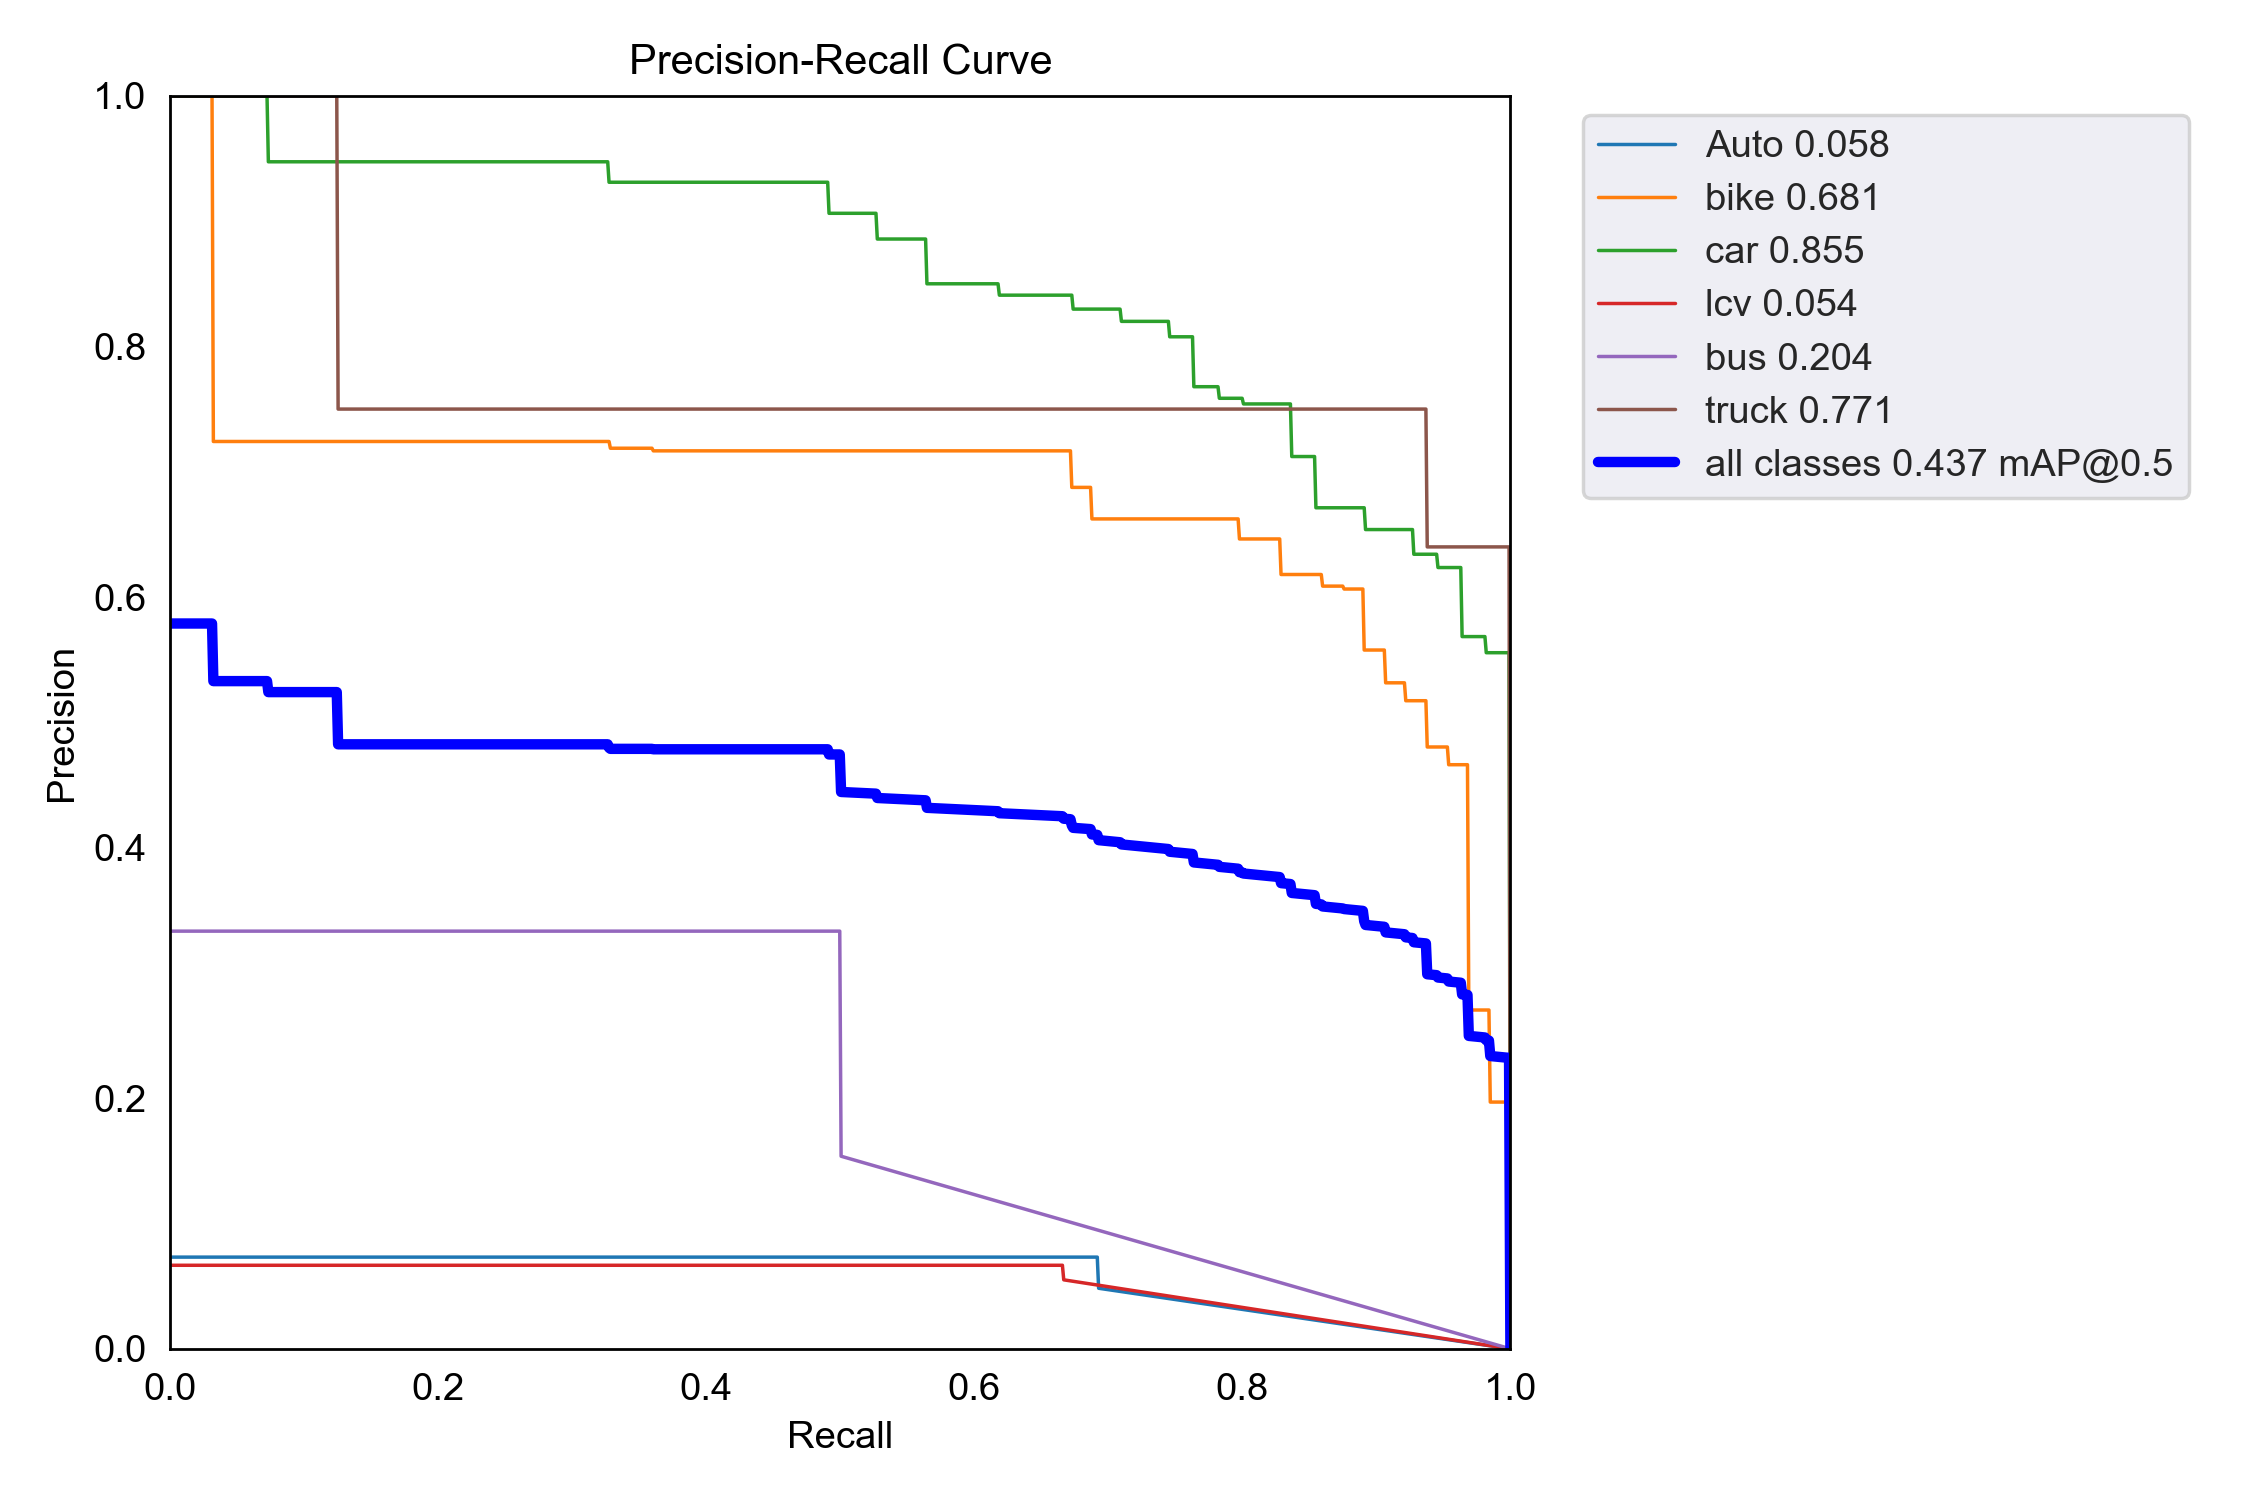 Precision-Recall Curve
1.0
0.8
0.6
0.4
0.2
0.0
Precision
0.0 0.2 0.4 0.6 0.8 1.0
Recall
Auto 0.058
bike 0.681
car 0.855
lcv 0.054
bus 0.204
truck 0.771
all classes 0.437 mAP@0.5